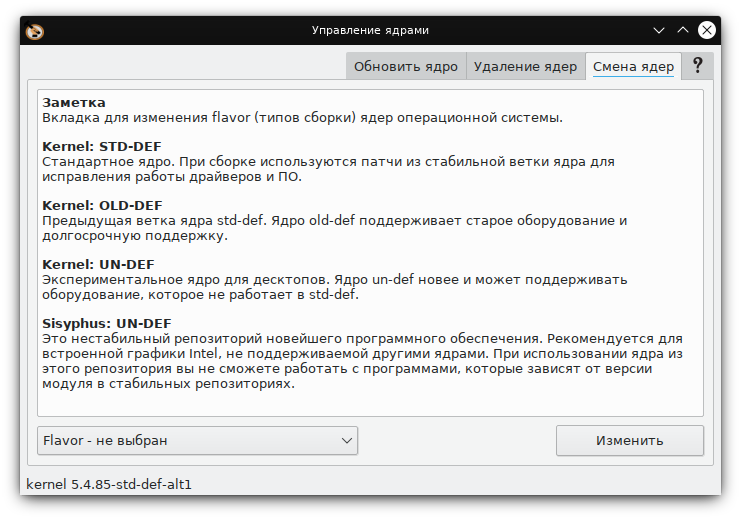 Управление ядрами
Обновить ядро Удаление ядер Смена ядер ?
Заметка
Вкладка для изменения flavor (типов сборки) ядер операционной системы.
Kernel: STD-DEF
Стандартное ядро. При сборке используются патчи из стабильной ветки ядра для
исправления работы драйверов и ПО.
Kernel: OLD-DEF
Предыдущая ветка ядра std-def. Ядро old-def поддерживает старое оборудование и
долгосрочную поддержку.
Kernel: UN-DEF
Экспериментальное ядро для десктопов. Ядро un-def новее и может поддерживать
оборудование, которое не работает в std-def.
Sisyphus: UN-DEF
Это нестабильный репозиторий новейшего программного обеспечения. Рекомендуется для
встроенной графики Intel, не поддерживаемой другими ядрами. При использовании ядра из
этого репозитория вы не сможете работать с программами, которые зависят от версии
модуля в стабильных репозиториях.
Flavor - не выбран Изменить
kernel 5.4.85-std-def-alt1